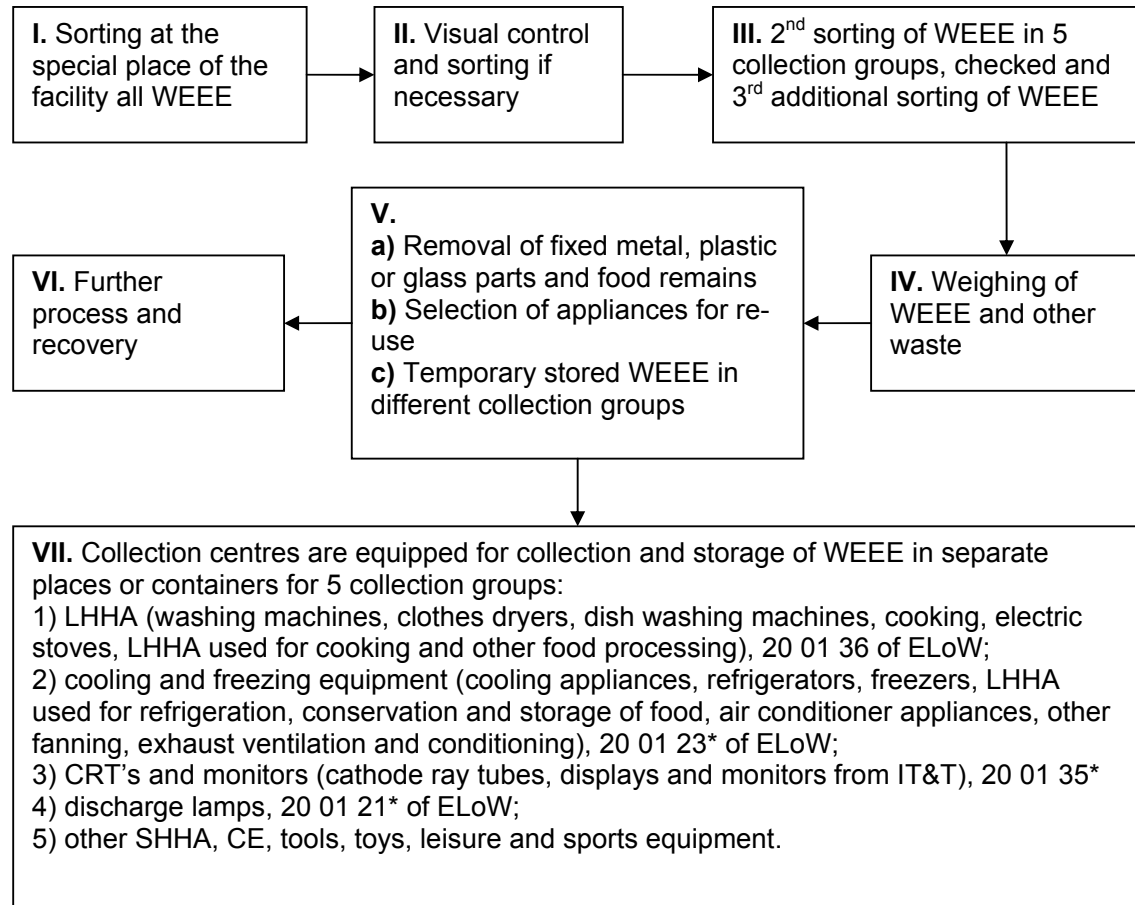 I. Sorting at the
special place of the
facility all WEEE
II. Visual control
and sorting if
necessary
III. 2nd sorting of WEEE in 5
collection groups, checked and
3rd additional sorting of WEEE
IV. Weighing of
WEEE and other
waste
V.
a) Removal of fixed metal, plastic
or glass parts and food remains
b) Selection of appliances for re-
use
c) Temporary stored WEEE in
different collection groups
VI. Further
process and
recovery
VII. Collection centres are equipped for collection and storage of WEEE in separate
places or containers for 5 collection groups:
1) LHHA (washing machines, clothes dryers, dish washing machines, cooking, electric
stoves, LHHA used for cooking and other food processing), 20 01 36 of ELoW;
2) cooling and freezing equipment (cooling appliances, refrigerators, freezers, LHHA
used for refrigeration, conservation and storage of food, air conditioner appliances, other
fanning, exhaust ventilation and conditioning), 20 01 23* of ELoW;
3) CRT's and monitors (cathode ray tubes, displays and monitors from IT&T), 20 01 35*
4) discharge lamps, 20 01 21* of ELoW;
5) other SHHA, CE, tools, toys, leisure and sports equipment.